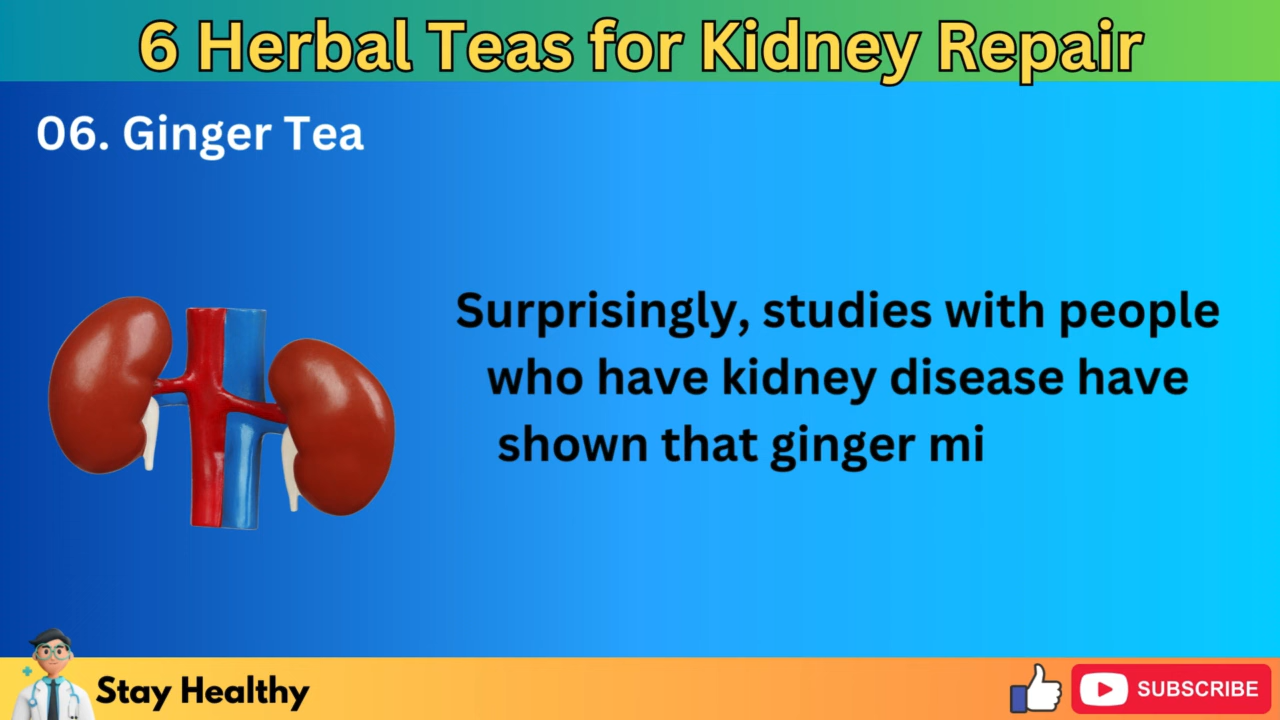 6 Herbal Teas for Kidney Repair
06. Ginger Tea
Surprisingly, studies with people
who have kidney disease have
shown that ginger mi
Stay Healthy
SUBSCRIBE